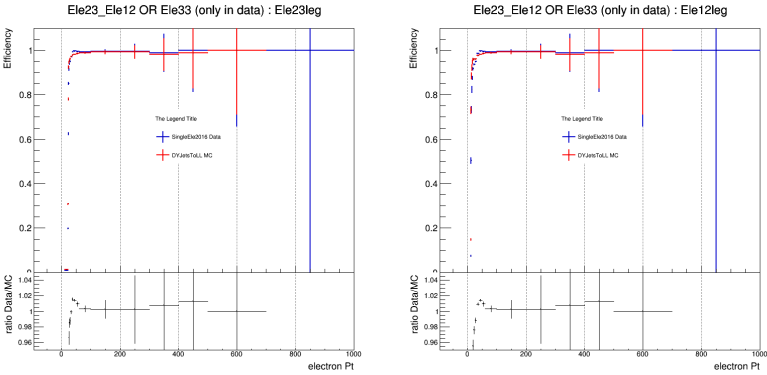 Ele23_Ele12 OR Ele33 (only in data) : Ele23leg
Efficiency
1
0.8
0.6
0.4
0.2
The Legend Title
SingleEle2016 Data
DYJetsToLL MC
ratio Data/MC
1.04
1.02
1
0.98
0.96
0
200
400
600
800
1000
electron Pt
Ele23_Ele12 OR Ele33 (only in data) : Ele12leg
Efficiency
1
0.8
0.6
0.4
0.2
The Legend Title
SingleEle2016 Data
DYJetsToLL MC
ratio Data/MC
1.04
1.02
1
0.98
0.96
0
200
400
600
800
1000
electron Pt